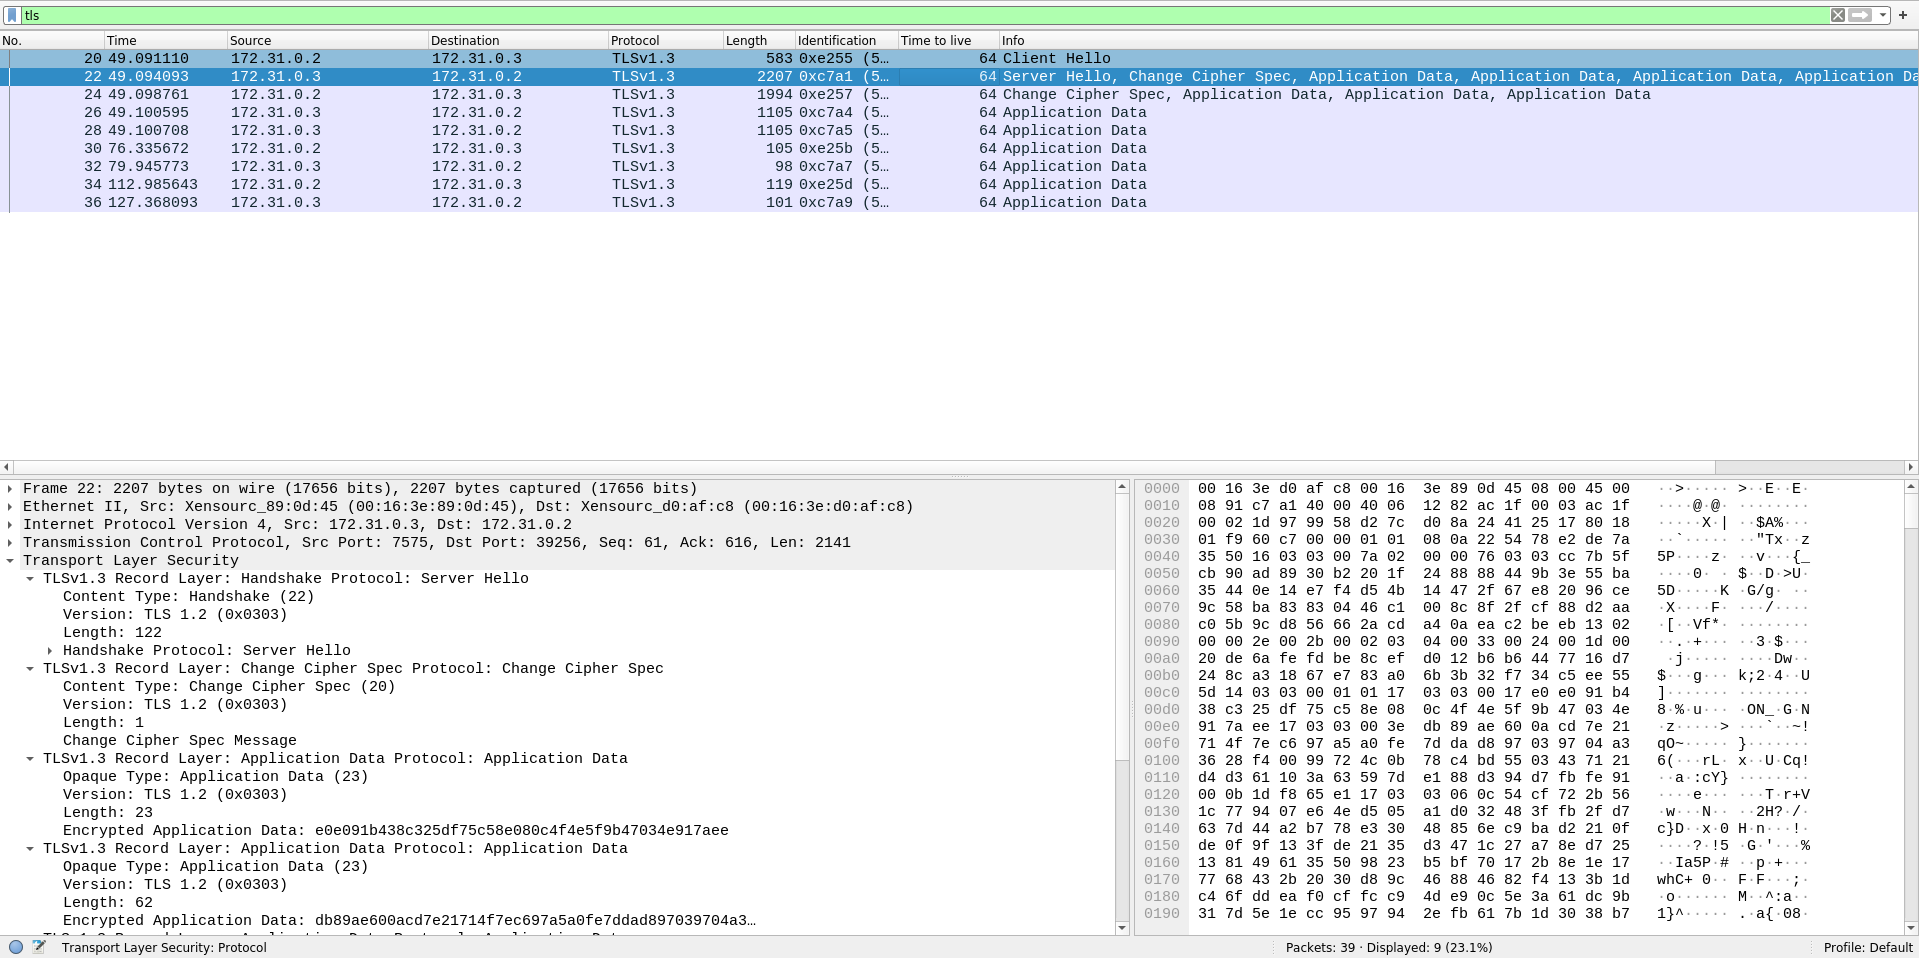 tls
No. Time Source Destination Protocol Length Identification Time to live Info
20 49.091110 172.31.0.2 172.31.0.3 TLSv1.3 583 0xe255 (5… 64 Client Hello
22 49.094093 172.31.0.3 172.31.0.2 TLSv1.3 2207 0xc7a1 (5… 64 Server Hello, Change Cipher Spec, Application Data, Application Data, Application Data, Application Da
24 49.098761 172.31.0.2 172.31.0.3 TLSv1.3 1994 0xe257 (5… 64 Change Cipher Spec, Application Data, Application Data, Application Data
26 49.100595 172.31.0.3 172.31.0.2 TLSv1.3 1105 0xc7a4 (5… 64 Application Data
28 49.100708 172.31.0.3 172.31.0.2 TLSv1.3 1105 0xc7a5 (5… 64 Application Data
30 76.335672 172.31.0.2 172.31.0.3 TLSv1.3 105 0xe25b (5… 64 Application Data
32 79.945773 172.31.0.3 172.31.0.2 TLSv1.3 98 0xc7a7 (5… 64 Application Data
34 112.985643 172.31.0.2 172.31.0.3 TLSv1.3 119 0xe25d (5… 64 Application Data
36 127.368093 172.31.0.3 172.31.0.2 TLSv1.3 101 0xc7a9 (5… 64 Application Data
Frame 22: 2207 bytes on wire (17656 bits), 2207 bytes captured (17656 bits)
Ethernet II, Src: Xensourc_89:0d:45 (00:16:3e:89:0d:45), Dst: Xensourc_d0:af:c8 (00:16:3e:d0:af:c8)
Internet Protocol Version 4, Src: 172.31.0.3, Dst: 172.31.0.2
Transmission Control Protocol, Src Port: 7575, Dst Port: 39256, Seq: 61, Ack: 616, Len: 2141
Transport Layer Security
TLSv1.3 Record Layer: Handshake Protocol: Server Hello
Content Type: Handshake (22)
Version: TLS 1.2 (0x0303)
Length: 122
Handshake Protocol: Server Hello
TLSv1.3 Record Layer: Change Cipher Spec Protocol: Change Cipher Spec
Content Type: Change Cipher Spec (20)
Version: TLS 1.2 (0x0303)
Length: 1
Change Cipher Spec Message
TLSv1.3 Record Layer: Application Data Protocol: Application Data
Opaque Type: Application Data (23)
Version: TLS 1.2 (0x0303)
Length: 23
Encrypted Application Data: e0e091b438c325df75c58e080c4f4e5f9b47034e917aee
TLSv1.3 Record Layer: Application Data Protocol: Application Data
Opaque Type: Application Data (23)
Version: TLS 1.2 (0x0303)
Length: 62
Encrypted Application Data: db89ae600acd7e21714f7ec697a5a0fe7ddad897039704a3…
0000 00 16 3e d0 af c8 00 16 3e 89 0d 45 08 00 45 00 ··>····· >··E··E·
0010 08 91 c7 a1 40 00 40 06 12 82 ac 1f 00 03 ac 1f ····@·@· ········
0020 00 02 1d 97 99 58 d2 7c d0 8a 24 41 25 17 80 18 ·····X·| ··$A%···
0030 01 f9 60 c7 00 00 01 01 08 0a 22 54 78 e2 de 7a ··`····· ··"Tx··z
0040 35 50 16 03 03 00 7a 02 00 00 76 03 03 cc 7b 5f 5P····z· ··v···{_
0050 cb 90 ad 89 30 b2 20 1f 24 88 88 44 9b 3e 55 ba ····0· · $··D·>U·
0060 35 44 0e 14 e7 f4 d5 4b 14 47 2f 67 e8 20 96 ce 5D·····K ·G/g· ··
0070 9c 58 ba 83 83 04 46 c1 00 8c 8f 2f cf 88 d2 aa ·X····F· ···/····
0080 c0 5b 9c d8 56 66 2a cd a4 0a ea c2 be eb 13 02 ·[··Vf*· ········
0090 00 00 2e 00 2b 00 02 03 04 00 33 00 24 00 1d 00 ··.·+··· ··3·$···
00a0 20 de 6a fe fd be 8c ef d0 12 b6 b6 44 77 16 d7  ·j····· ····Dw··
00b0 24 8c a3 18 67 e7 83 a0 6b 3b 32 f7 34 c5 ee 55 $···g··· k;2·4··U
00c0 5d 14 03 03 00 01 01 17 03 03 00 17 e0 e0 91 b4 ]······· ········
00d0 38 c3 25 df 75 c5 8e 08 0c 4f 4e 5f 9b 47 03 4e 8·%·u··· ·ON_·G·N
00e0 91 7a ee 17 03 03 00 3e db 89 ae 60 0a cd 7e 21 ·z·····> ···`··~!
00f0 71 4f 7e c6 97 a5 a0 fe 7d da d8 97 03 97 04 a3 qO~····· }·······
0100 36 28 f4 00 99 72 4c 0b 78 c4 bd 55 03 43 71 21 6(···rL· x··U·Cq!
0110 d4 d3 61 10 3a 63 59 7d e1 88 d3 94 d7 fb fe 91 ··a·:cY} ········
0120 00 0b 1d f8 65 e1 17 03 03 06 0c 54 cf 72 2b 56 ····e··· ···T·r+V
0130 1c 77 94 07 e6 4e d5 05 a1 d0 32 48 3f fb 2f d7 ·w···N·· ··2H?·/·
0140 63 7d 44 a2 b7 78 e3 30 48 85 6e c9 ba d2 21 0f c}D··x·0 H·n···!·
0150 de 0f 9f 13 3f de 21 35 d3 47 1c 27 a7 8e d7 25 ····?·!5 ·G·'···%
0160 13 81 49 61 35 50 98 23 b5 bf 70 17 2b 8e 1e 17 ··Ia5P·# ··p·+···
0170 77 68 43 2b 20 30 d8 9c 46 88 46 82 f4 13 3b 1d whC+ 0·· F·F···;·
0180 c4 6f dd ea f0 cf fc c9 4d e9 0c 5e 3a 61 dc 9b ·o······ M··^:a··
0190 31 7d 5e 1e cc 95 97 94 2e fb 61 7b 1d 30 38 b7 1}^····· .·a{·08·
Transport Layer Security: Protocol
Packets: 39 · Displayed: 9 (23.1%)
Profile: Default